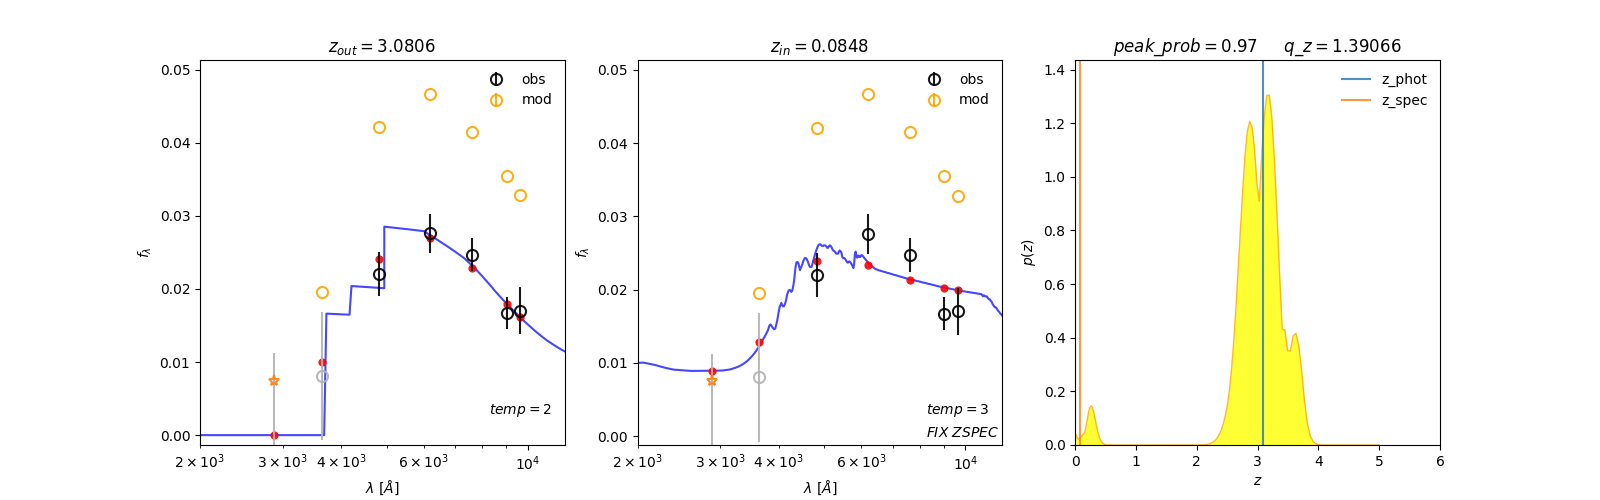 z_out = 3.0806
z_in = 0.0848
peak_prob = 0.97 q_z = 1.39066
0.05
0.04
0.03
0.02
0.01
0.00
f_λ
obs
mod
temp = 2
2 × 10³ 3 × 10³ 4 × 10³ 6 × 10³ 10⁴
λ [Å]
0.05
0.04
0.03
0.02
0.01
0.00
f_λ
obs
mod
temp = 3
FIX ZSPEC
2 × 10³ 3 × 10³ 4 × 10³ 6 × 10³ 10⁴
λ [Å]
1.4
1.2
1.0
0.8
0.6
0.4
0.2
0.0
p(z)
z_phot
z_spec
0 1 2 3 4 5 6
z